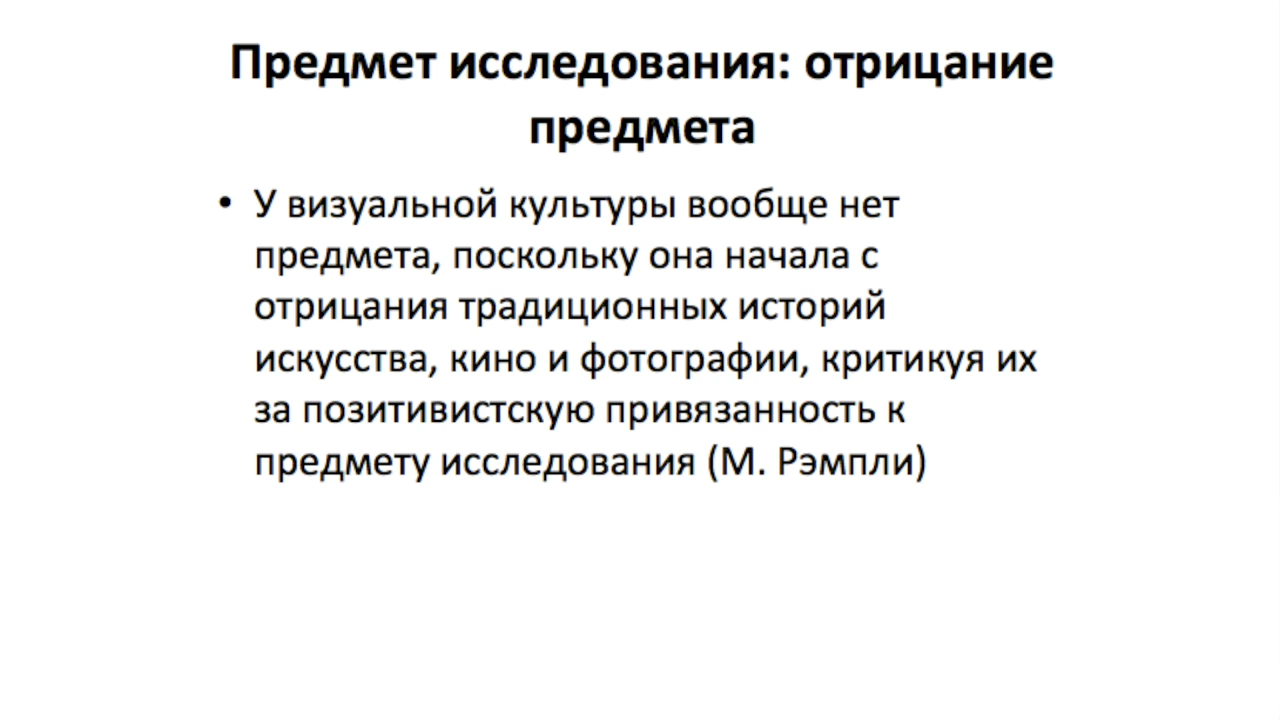 Предмет исследования: отрицание
предмета
• У визуальной культуры вообще нет
предмета, поскольку она начала с
отрицания традиционных историй
искусства, кино и фотографии, критикуя их
за позитивистскую привязанность к
предмету исследования (М. Рэмпли)